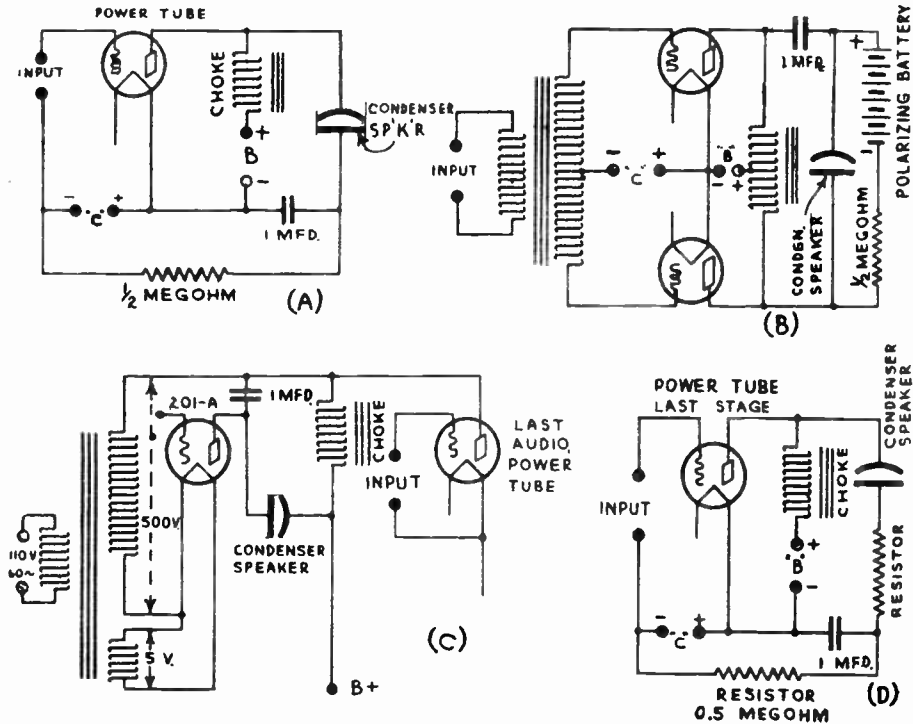 POWER TUBE
INPUT
CHOKE
+
B
-
CONDENSER
SP'K'R
- "C" +
1 MFD.
1/2 MEGOHM
(A)
INPUT
- "C" +
- "B" +
1 MFD.
+
-
POLARIZING BATTERY
CONDEN.
SPEAKER
1/2 MEGOHM
(B)
110 V
60~
500V.
5 V.
201-A
1 MFD.
CHOKE
CONDENSER
SPEAKER
INPUT
LAST
AUDIO,
POWER
TUBE
B+
(C)
POWER TUBE
LAST STAGE
INPUT
CHOKE
"B" +
-
CONDENSER
SPEAKER
RESISTOR
- "C" +
1 MFD.
RESISTOR
0.5 MEGOHM
(D)